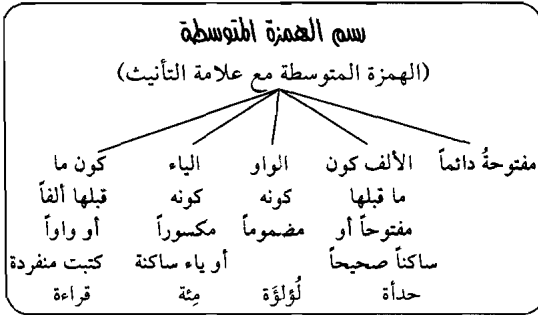 رسم الهمزة المتوسطة
(الهمزة المتوسطة مع علامة التأنيث)
مفتوحةُ دائماً الألف كون الواو الياء كون ما
ما قبلها كونه كونه قبلها ألفاً
مفتوحاً أو مضموماً مكسوراً أو واواً
ساكناً صحيحاً أو ياء ساكنة كتبت منفردة
حدأة لُؤلؤَة مِئة قراءة